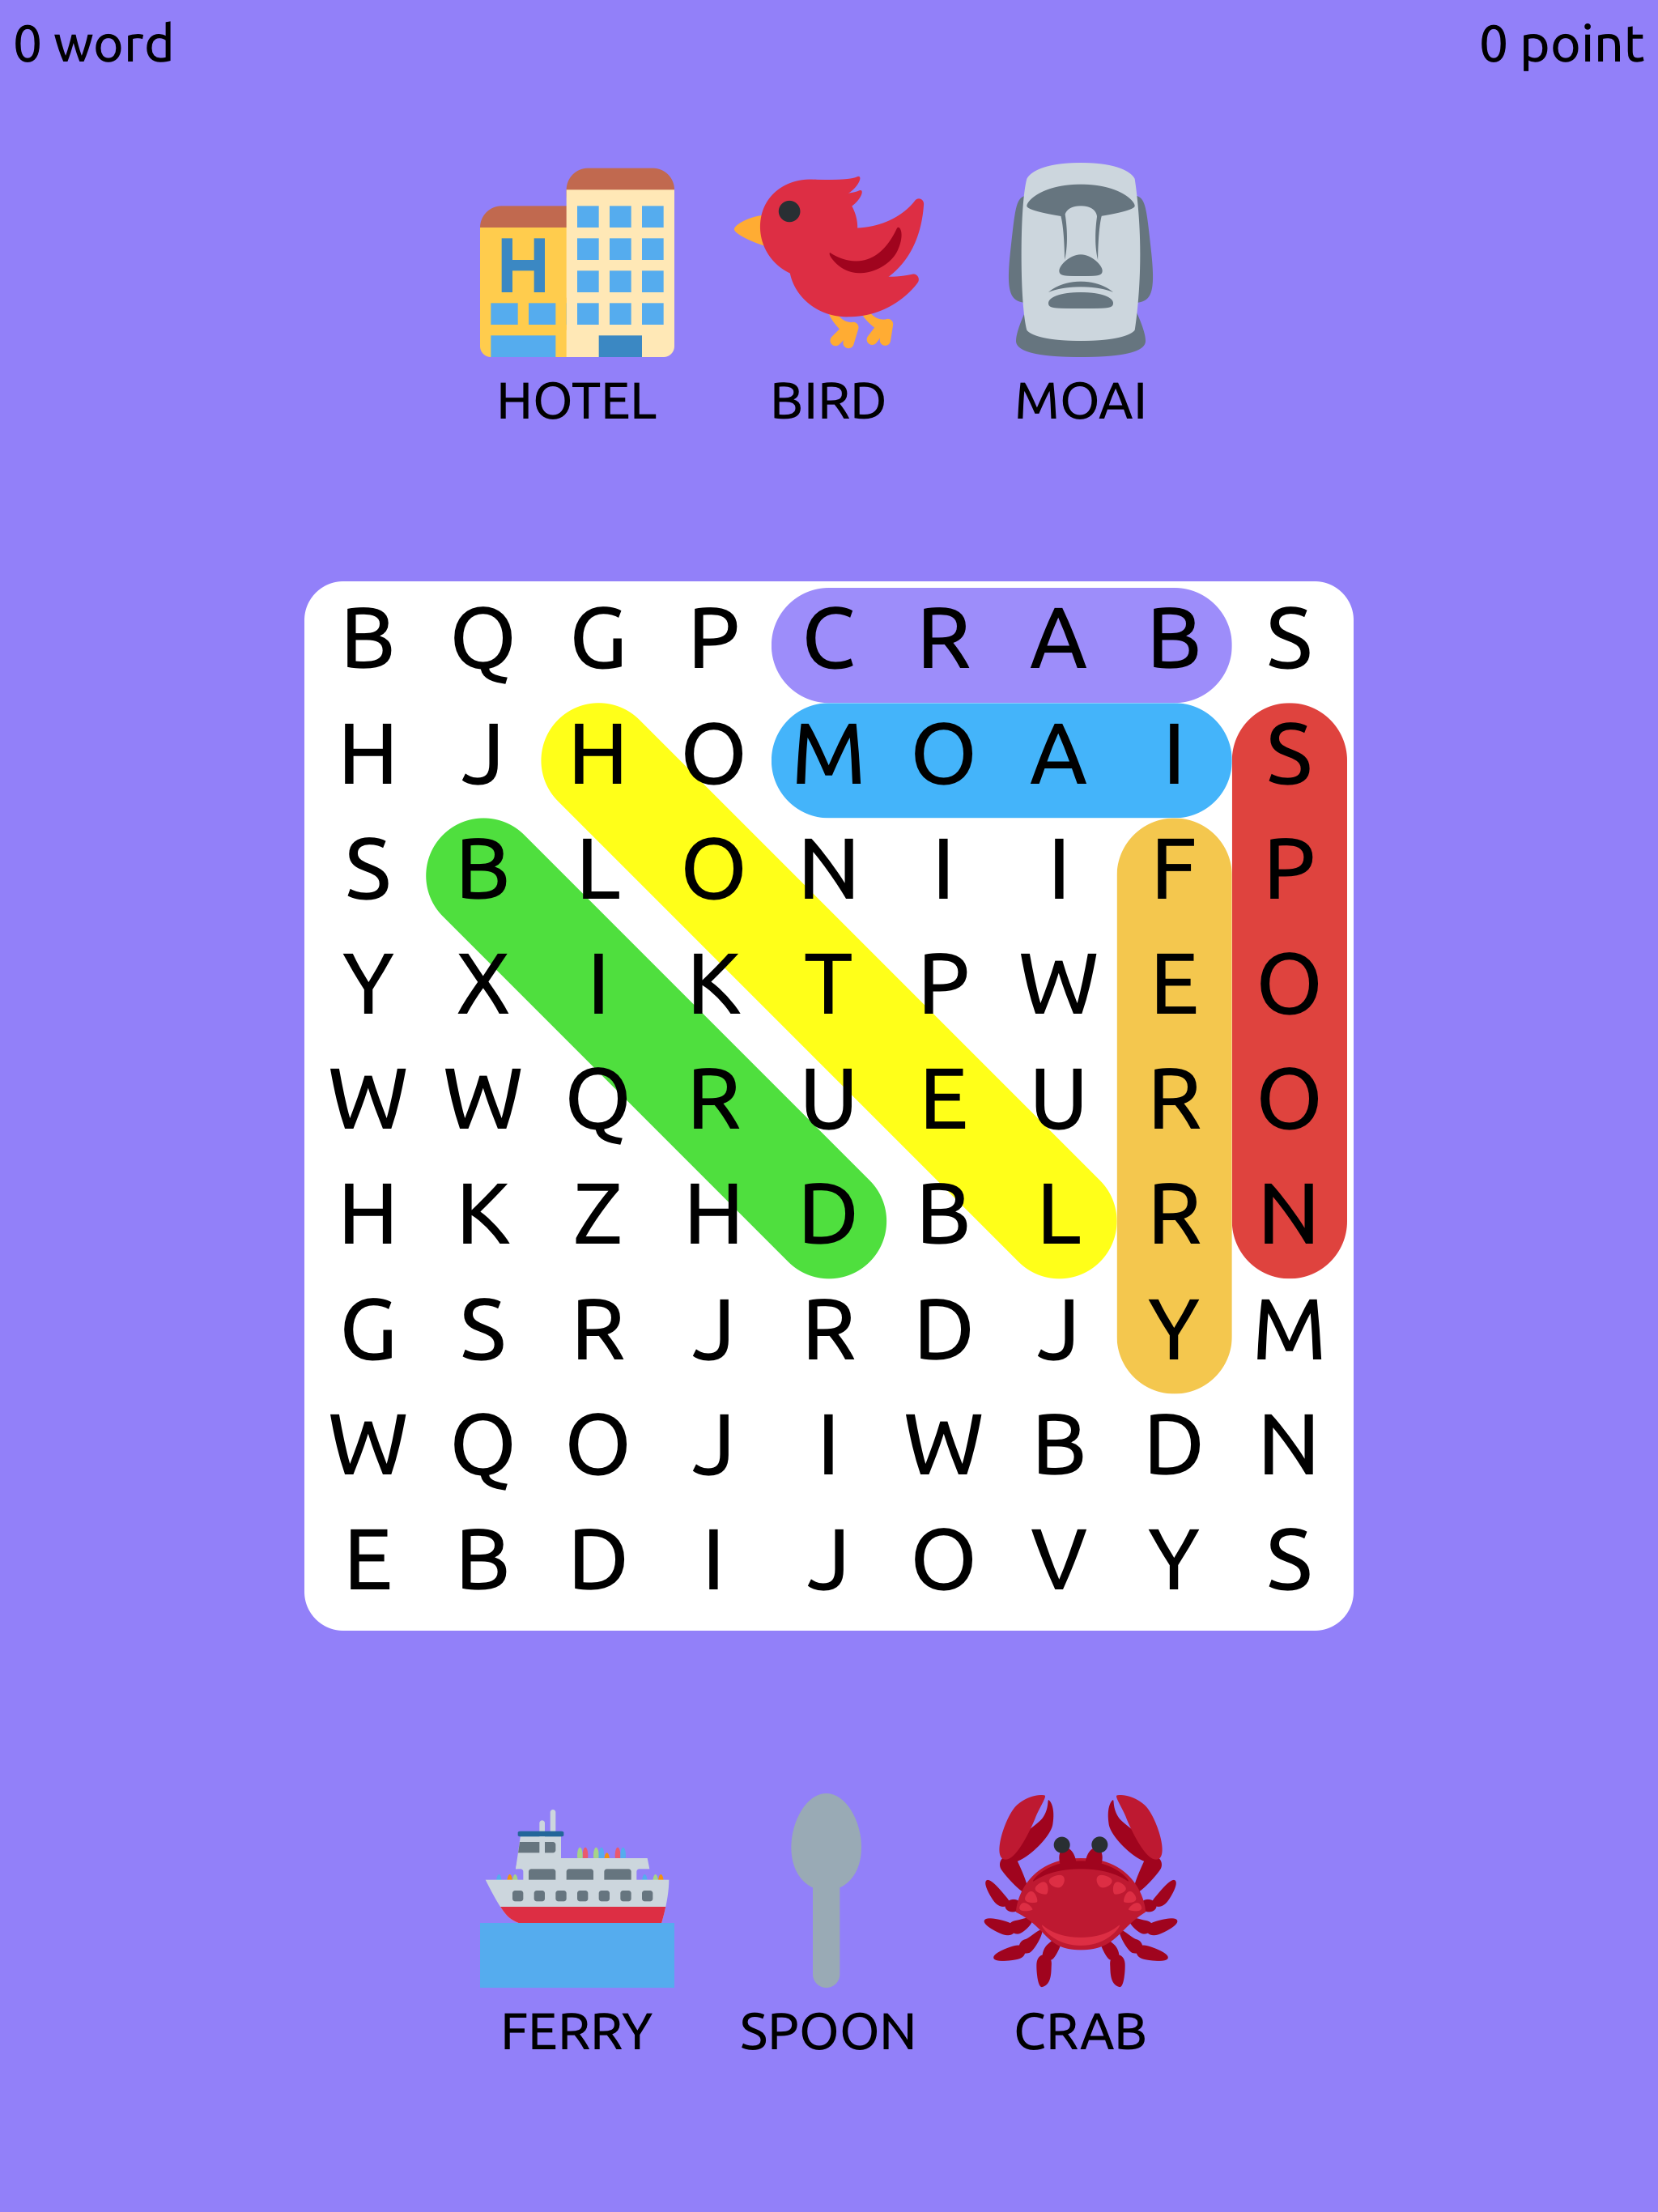 0 word 0 point
H
HOTEL BIRD MOAI
B Q G P C R A B S
H J H O M O A I S
S B L O N I I F P
Y X I K T P W E O
W W Q R U E U R O
H K Z H D B L R N
G S R J R D J Y M
W Q O J I W B D N
E B D I J O V Y S
FERRY SPOON CRAB